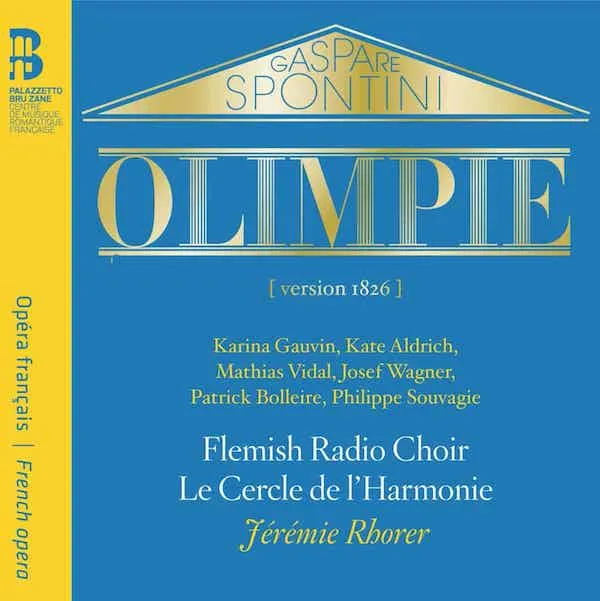 PALAZZETTO
BRU ZANE
CENTRE
DE MUSIQUE
ROMANTIQUE
FRANÇAISE
Opéra français | French opera
GASPARE
SPONTINI
OLIMPIE
[ version 1826 ]
Karina Gauvin, Kate Aldrich,
Mathias Vidal, Josef Wagner,
Patrick Bolleire, Philippe Souvagie
Flemish Radio Choir
Le Cercle de l'Harmonie
Jérémie Rhorer